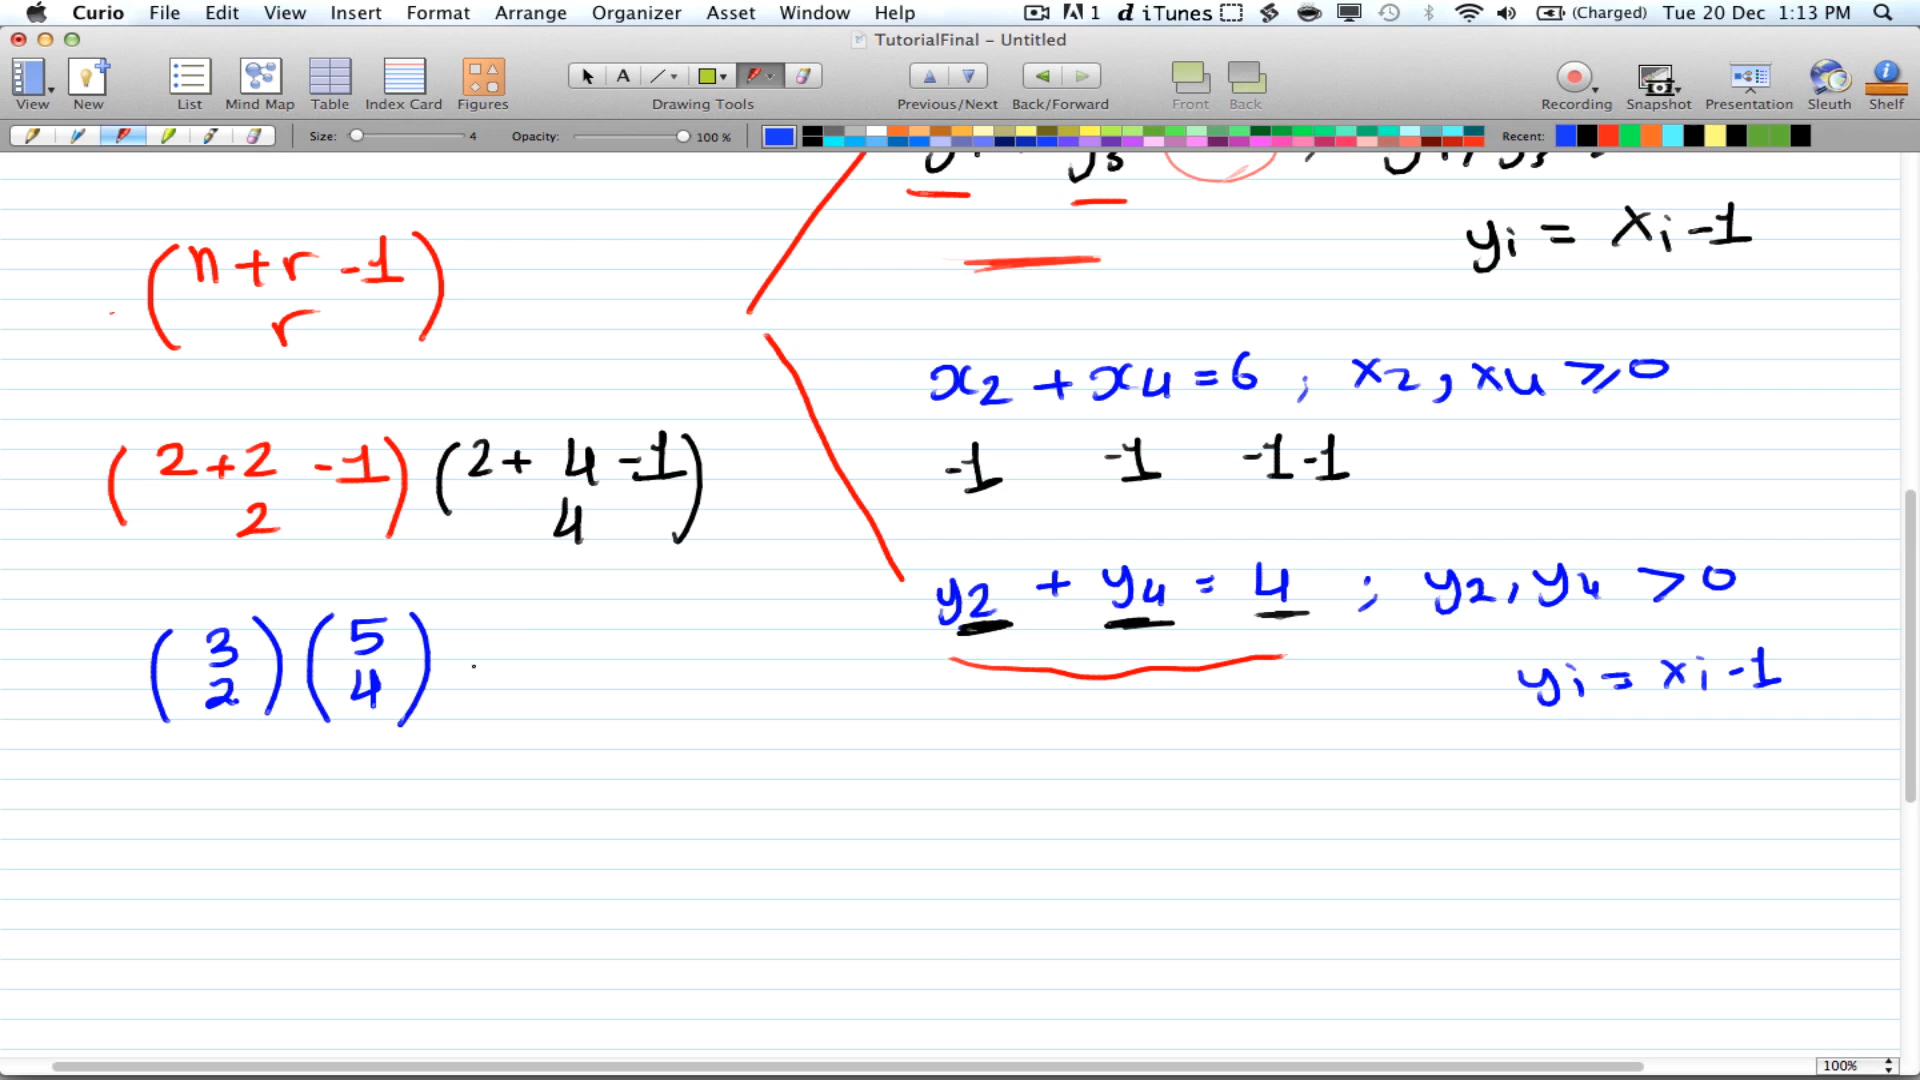 Curio File Edit View Insert Format Arrange Organizer Asset Window Help 1 d iTunes (Charged) Tue 20 Dec 1:13 PM
TutorialFinal – Untitled
View New List Mind Map Table Index Card Figures Drawing Tools Previous/Next Back/Forward Front Back Recording Snapshot Presentation Sleuth Shelf
Size: 4 Opacity: 100 % Recent:
yi = xi -1
(n+r-1
r)
x2 + x4 = 6 ; x2, x4 ⩾ 0
-1 -1 -1-1
(2+2 -1 (2+ 4 -1
2) 4)
y2 + y4 = 4 ; y2, y4 > 0
(3 (5
2) 4)
yi = xi -1
100%